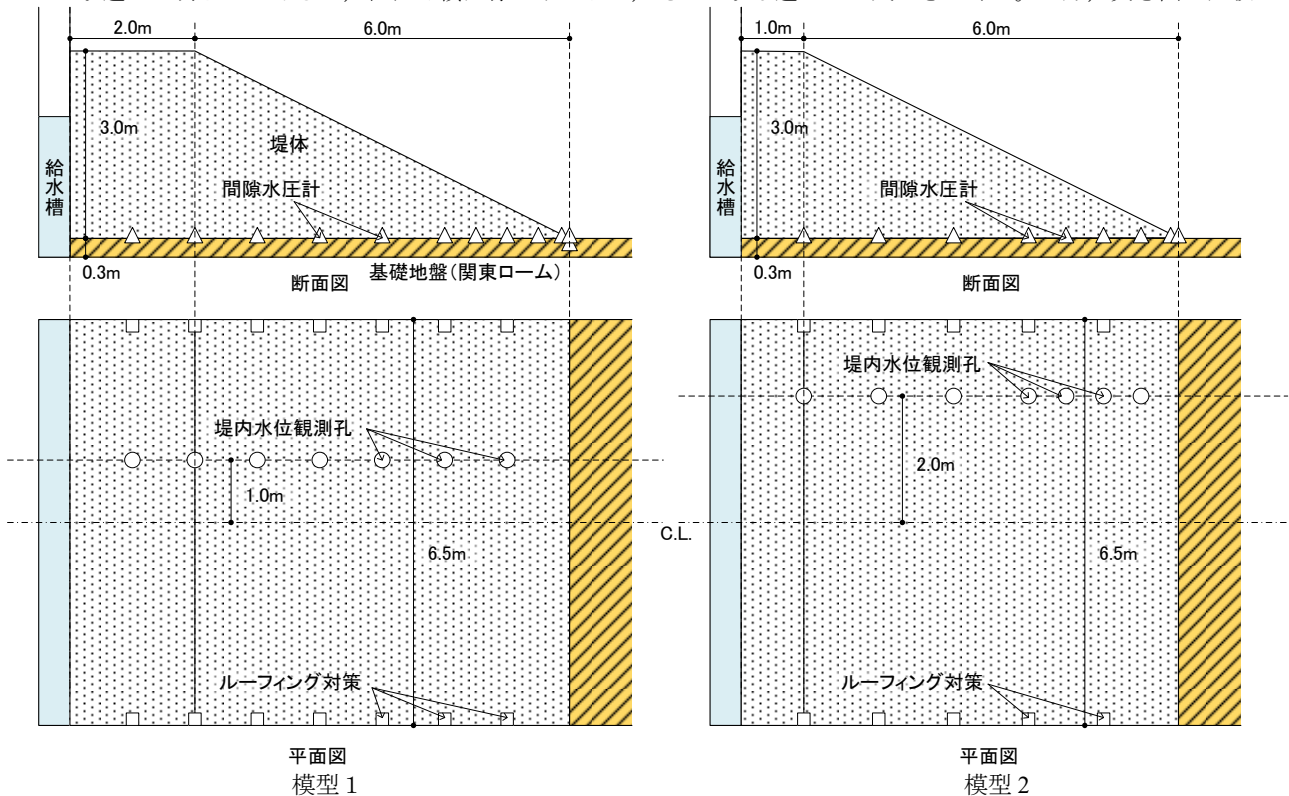 2.0m
6.0m
3.0m
給水槽
堤体
間隙水圧計
0.3m
基礎地盤(関東ローム)
断面図
堤内水位観測孔
1.0m
6.5m
C.L.
ルーフィング対策
平面図
模型 1
1.0m
6.0m
3.0m
給水槽
間隙水圧計
0.3m
断面図
堤内水位観測孔
2.0m
6.5m
ルーフィング対策
平面図
模型 2